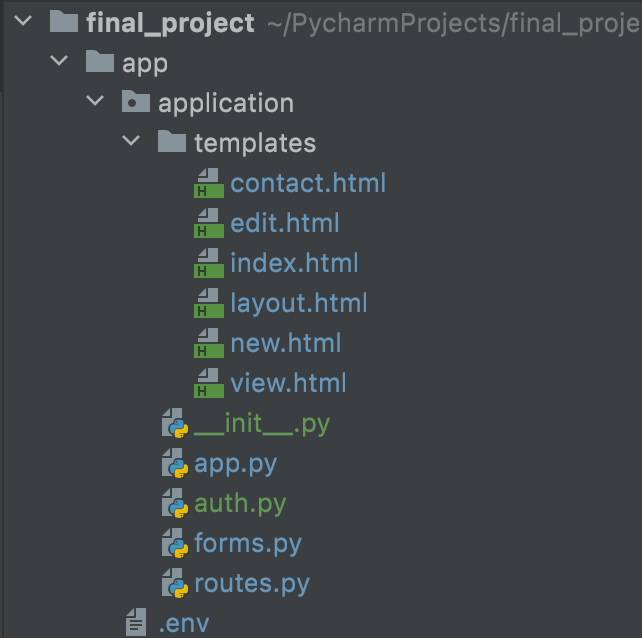 final_project ~/PycharmProjects/final_proje
app
application
templates
contact.html
edit.html
index.html
layout.html
new.html
view.html
__init__.py
app.py
auth.py
forms.py
routes.py
.env